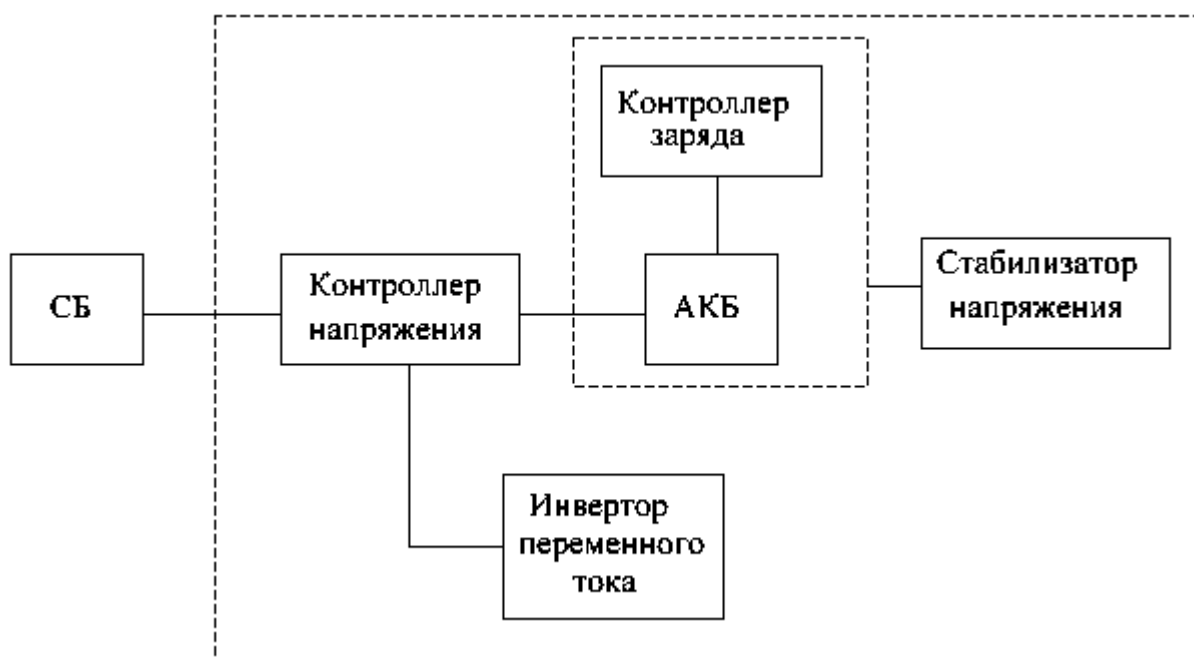 Контроллер
заряда
СБ
Контроллер
напряжения
АКБ
Стабилизатор
напряжения
Инвертор
переменного
тока